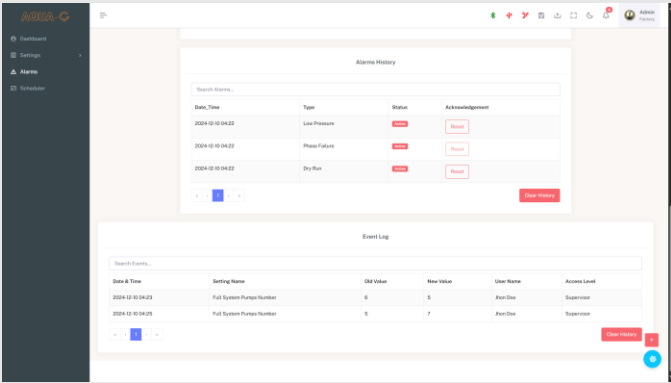 ASKA-G
Admin
Factory
Dashboard
Settings
Alarms
Scheduler
Alarms History
Search Alarms...
Date_Time Type Status Acknowledgement
2024-12-10 04:22 Low Pressure Active Reset
2024-12-10 04:22 Phase Failure Active Reset
2024-12-10 04:22 Dry Run Active Reset
« ‹ 1 › » Clear History
Event Log
Search Events...
Date & Time Setting Name Old Value New Value User Name Access Level
2024-12-10 04:23 Full System Pumps Number 6 5 Jhon Doe Supervisor
2024-12-10 04:25 Full System Pumps Number 5 7 Jhon Doe Supervisor
« ‹ 1 › » Clear History